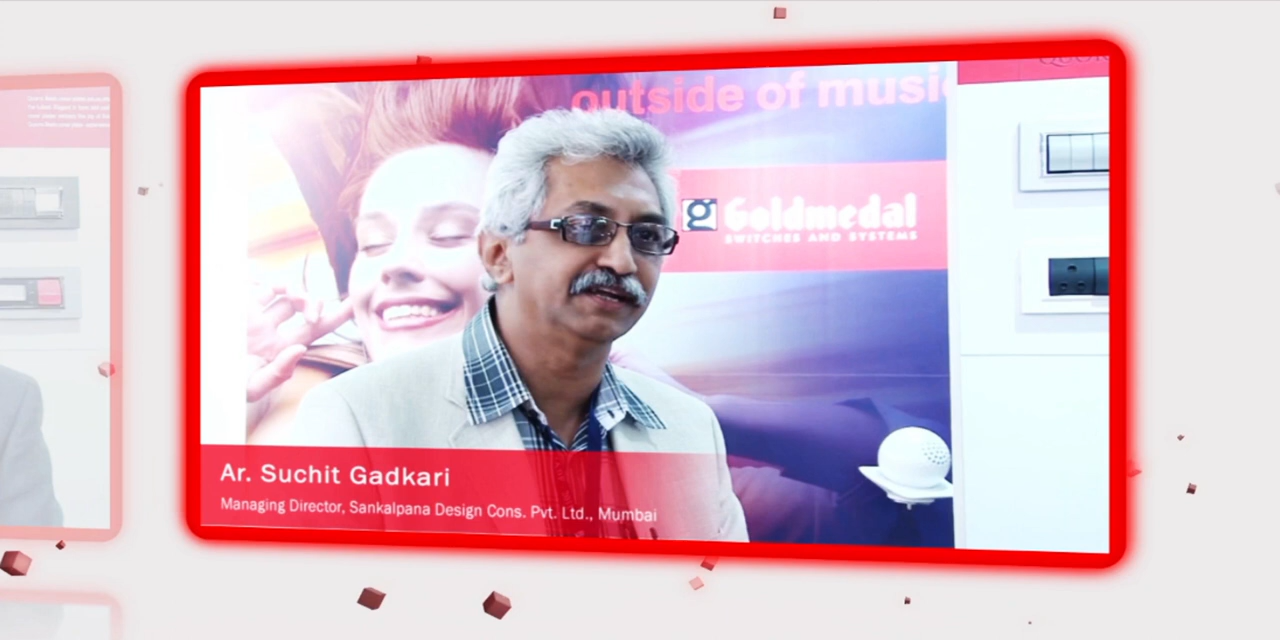 outside of music
g Goldmedal
SWITCHES AND SYSTEMS
Ar. Suchit Gadkari
Managing Director, Sankalpana Design Cons. Pvt. Ltd., Mumbai